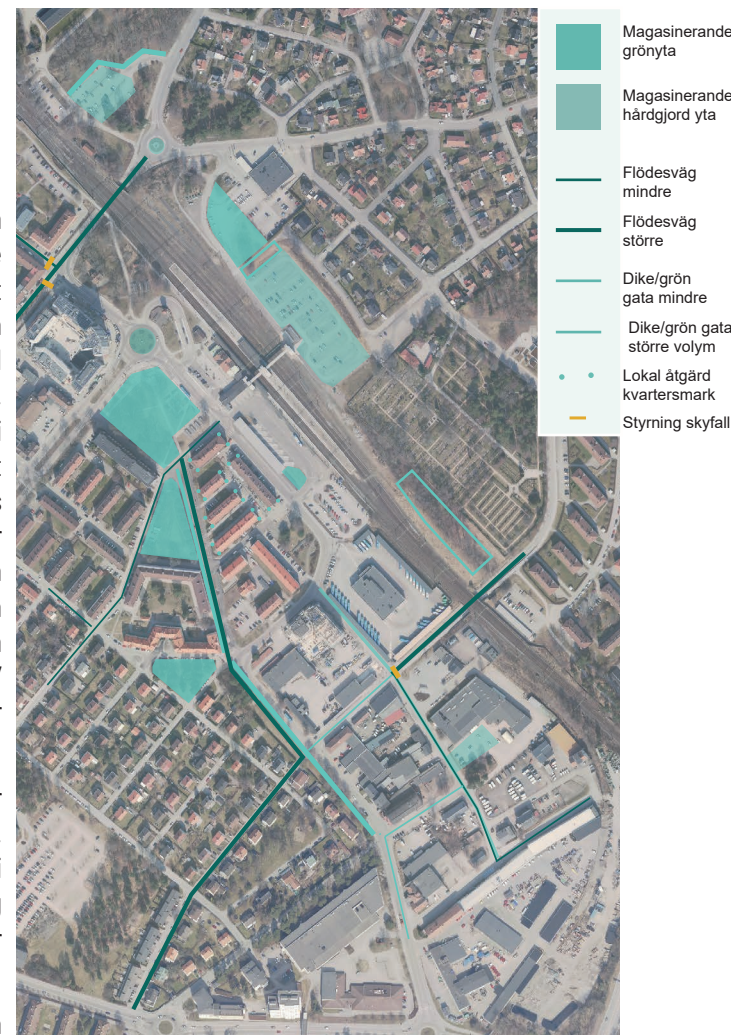 Magasinerande
grönyta
Magasinerande
hårdgjord yta
Flödesväg
mindre
Flödesväg
större
Dike/grön
gata mindre
Dike/grön gata
större volym
Lokal åtgärd
kvartersmark
Styrning skyfall